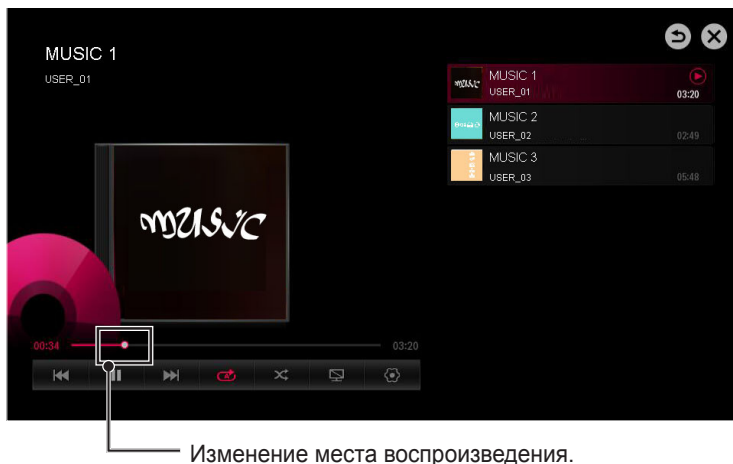 MUSIC 1
USER_01
music
00:34
03:20
MUSIC 1
USER_01
03:20
MUSIC 2
USER_02
02:49
MUSIC 3
USER_03
05:48
Изменение места воспроизведения.